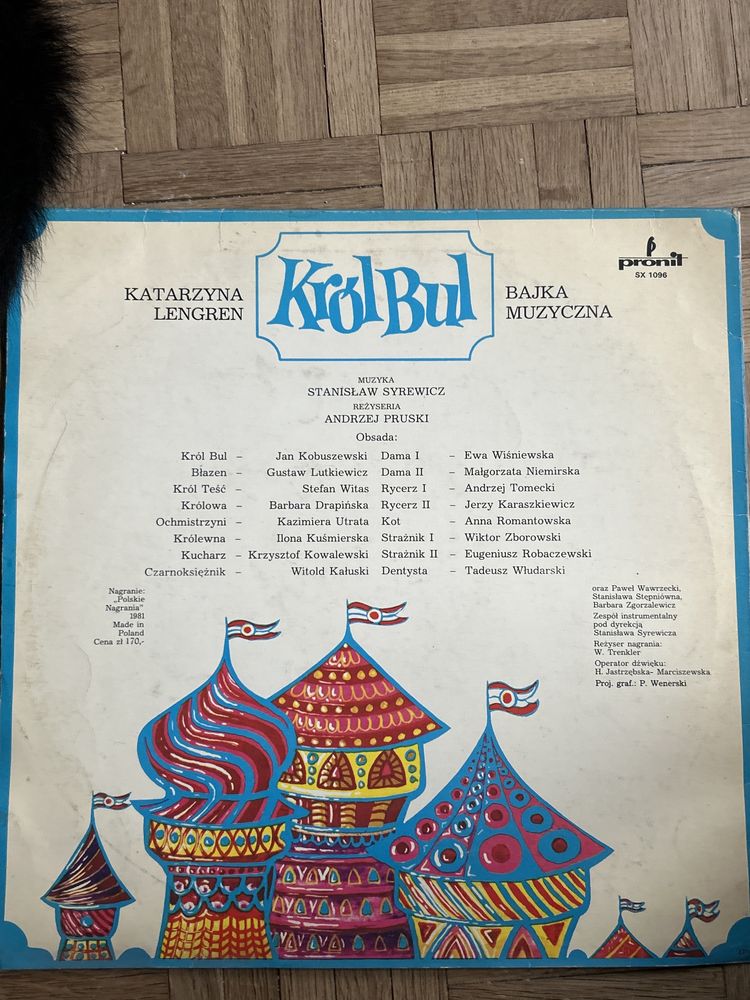 pronit
SX 1096
KATARZYNA
LENGREN
Król Bul
BAJKA
MUZYCZNA
MUZYKA
STANISŁAW SYREWICZ
REŻYSERIA
ANDRZEJ PRUSKI
Obsada:
Król Bul – Jan Kobuszewski Dama I – Ewa Wiśniewska
Błazen – Gustaw Lutkiewicz Dama II – Małgorzata Niemirska
Król Teść – Stefan Witas Rycerz I – Andrzej Tomecki
Królowa – Barbara Drapińska Rycerz II – Jerzy Karaszkiewicz
Ochmistrzyni – Kazimiera Utrata Kot – Anna Romantowska
Królewna – Ilona Kuśmierska Strażnik I – Wiktor Zborowski
Kucharz – Krzysztof Kowalewski Strażnik II – Eugeniusz Robaczewski
Czarnoksiężnik – Witold Kałuski Dentysta – Tadeusz Włudarski
Nagranie:
„Polskie
Nagrania”
1981
Made in
Poland
Cena zł 170,-
oraz Paweł Wawrzecki,
Stanisława Stępniówna,
Barbara Zgorzalewicz
Zespół instrumentalny
pod dyrekcją
Stanisława Syrewicza
Reżyser nagrania:
W. Trenkler
Operator dźwięku:
H. Jastrzębska- Marciszewska
Proj. graf.: P. Wenerski